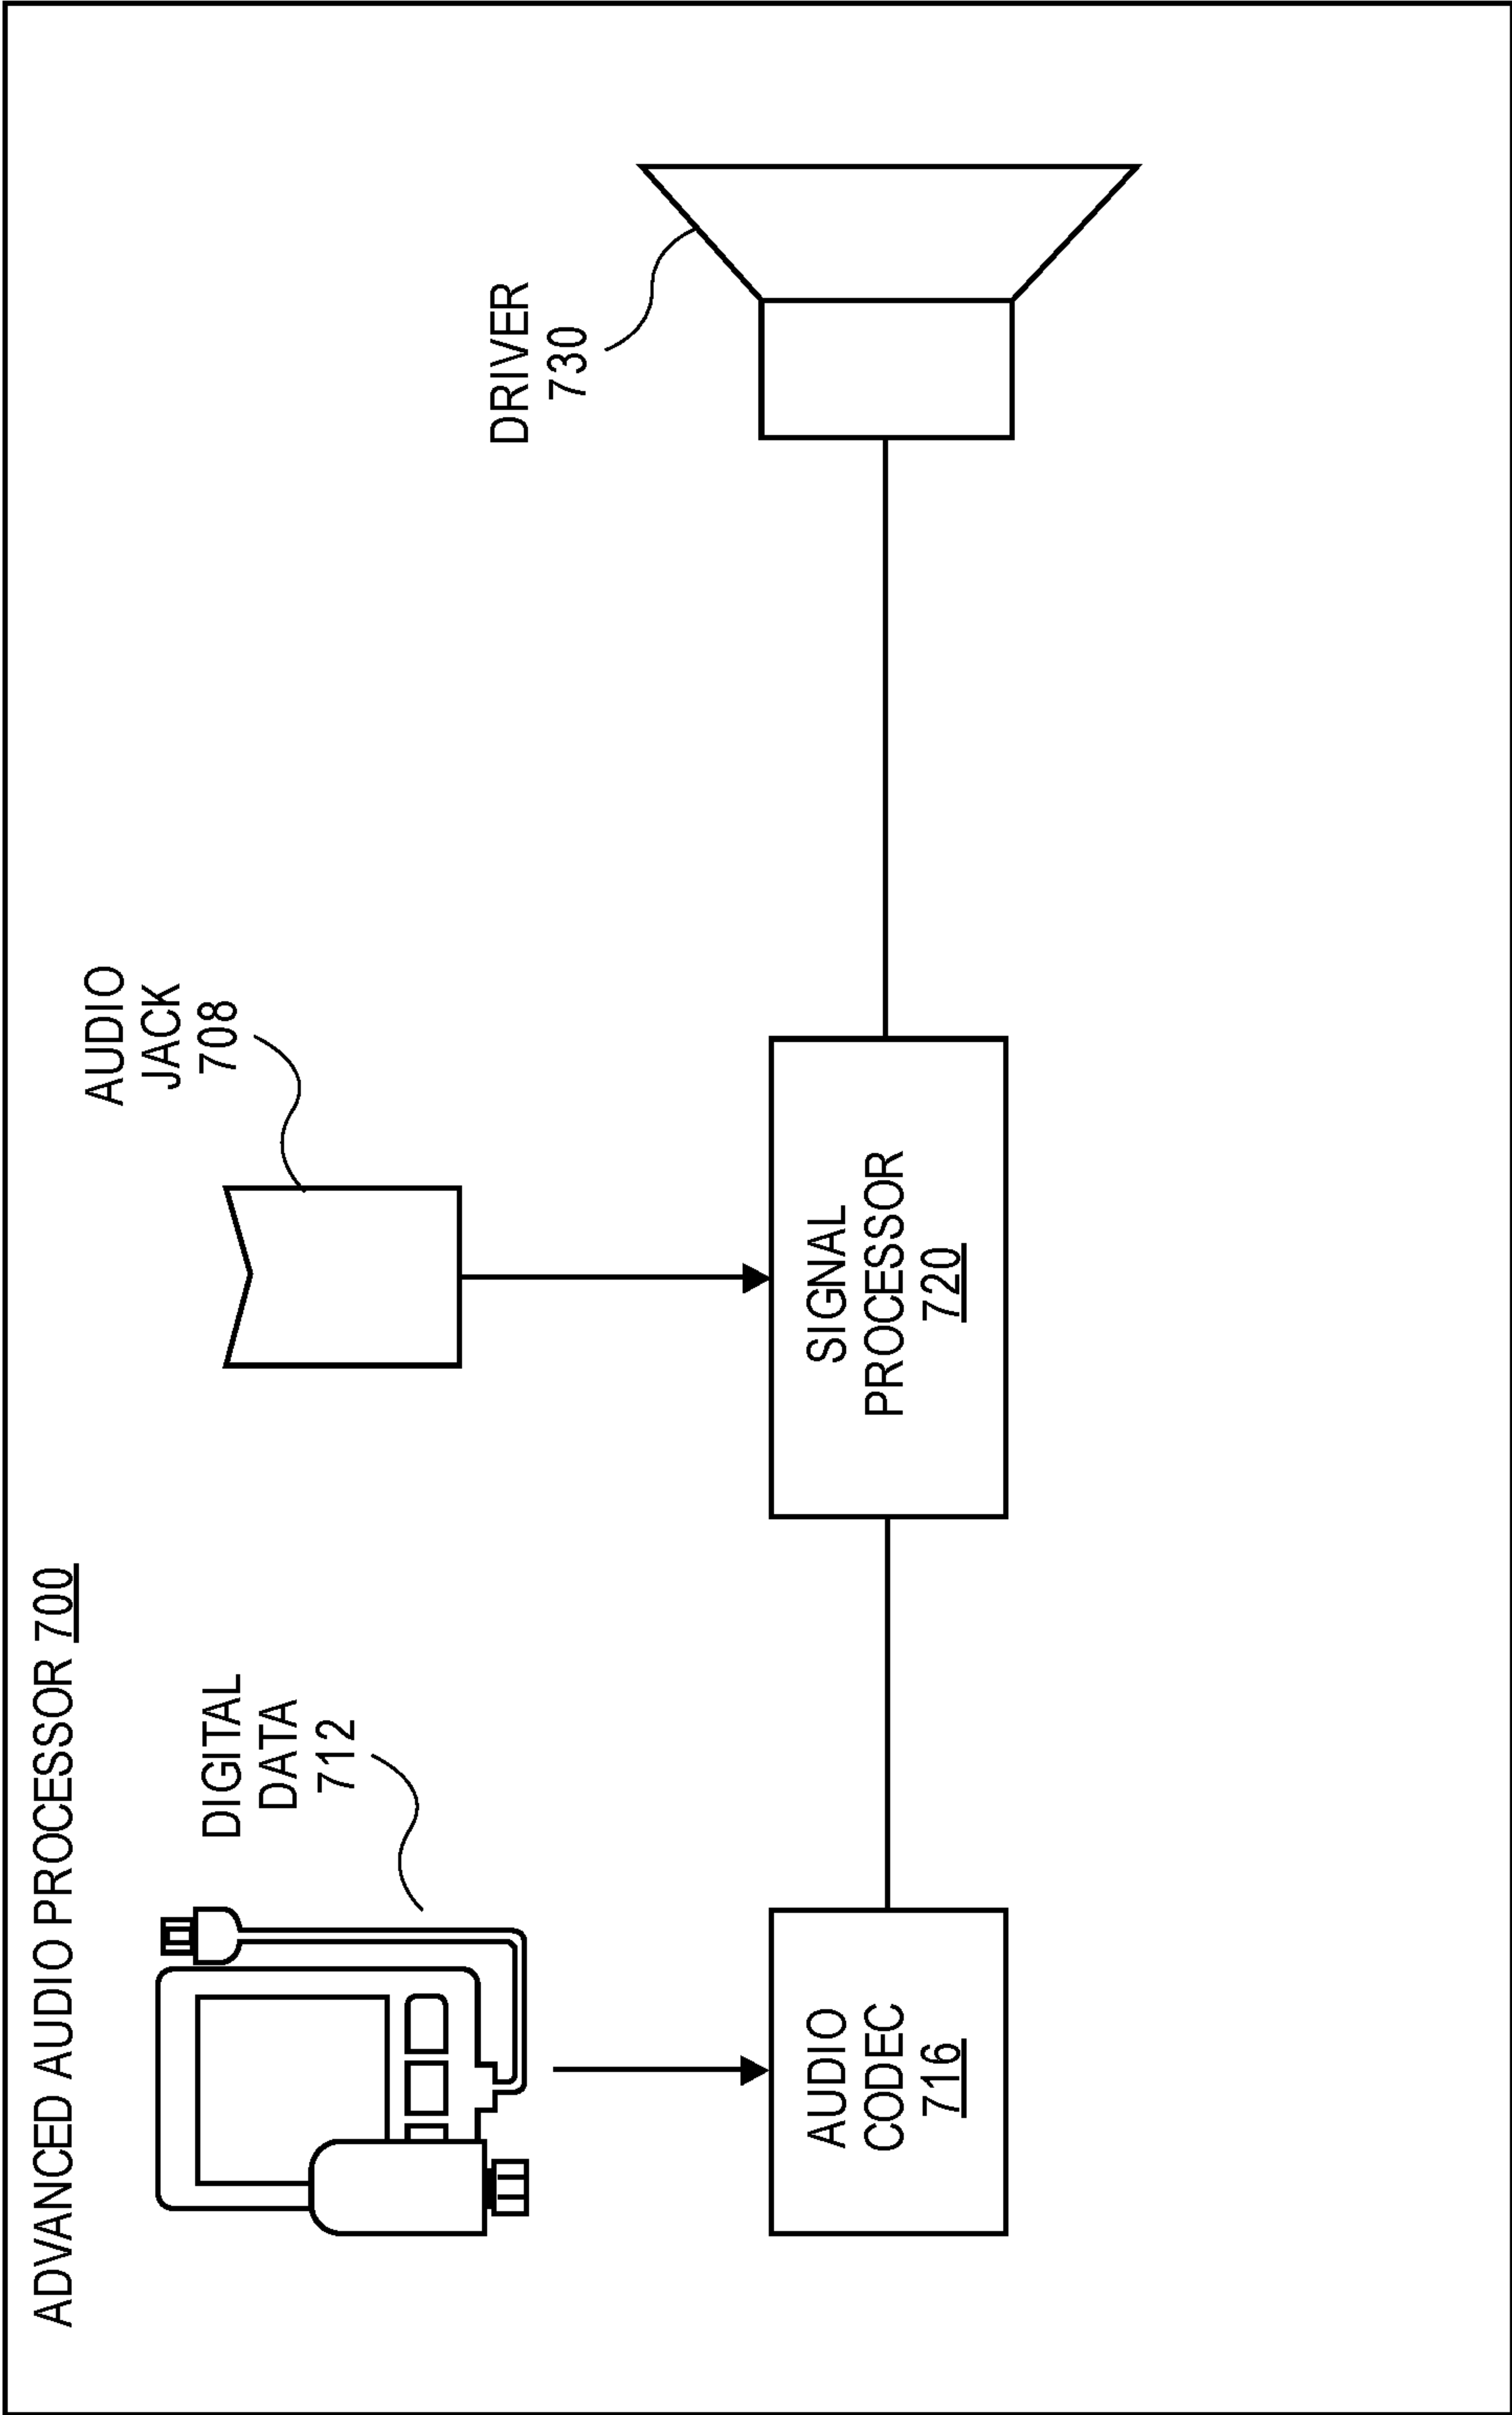 ADVANCED AUDIO PROCESSOR 700
DIGITAL
DATA
712
AUDIO
JACK
708
DRIVER
730
AUDIO
CODEC
716
SIGNAL
PROCESSOR
720